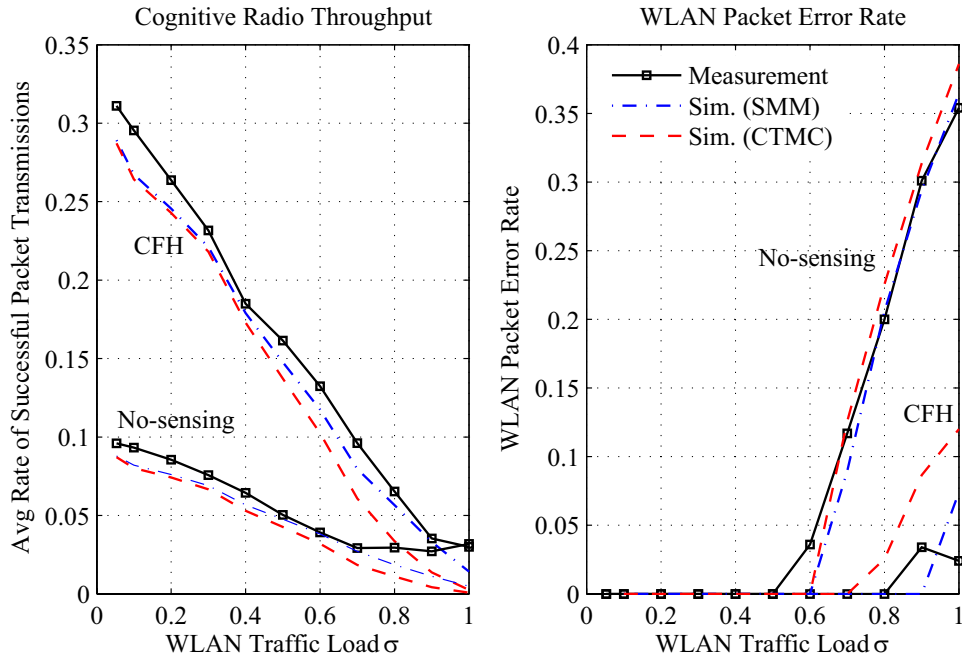 Cognitive Radio Throughput
0.35
0.3
0.25
0.2
0.15
0.1
0.05
0
0
0.2
0.4
0.6
0.8
1
Avg Rate of Successful Packet Transmissions
WLAN Traffic Load σ
CFH
No-sensing
WLAN Packet Error Rate
0.4
0.35
0.3
0.25
0.2
0.15
0.1
0.05
0
0
0.2
0.4
0.6
0.8
1
WLAN Packet Error Rate
WLAN Traffic Load σ
Measurement
Sim. (SMM)
Sim. (CTMC)
No-sensing
CFH